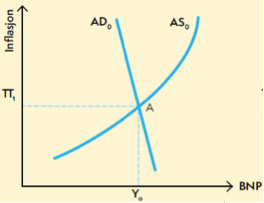 Inflasjon
AD₀
AS₀
π₁
A
BNP
Y₀